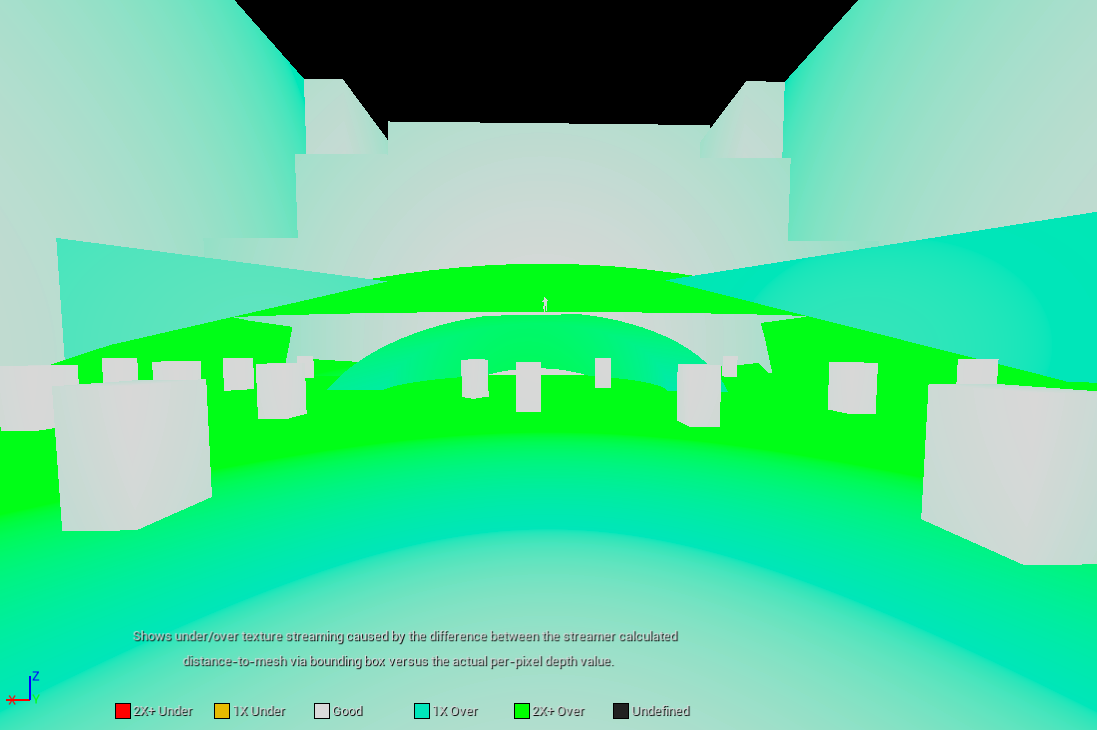 Shows under/over texture streaming caused by the difference between the streamer calculated
distance-to-mesh via bounding box versus the actual per-pixel depth value.
Z
X Y
2X+ Under 1X Under Good 1X Over 2X+ Over Undefined